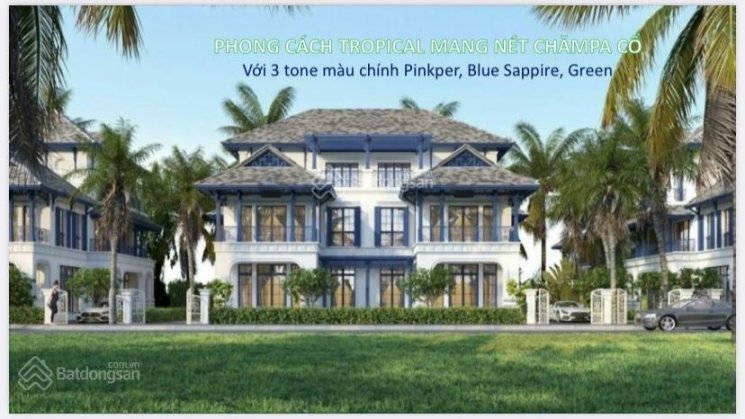 PHONG CÁCH TROPICAL MANG NÉT CHĂMPA CỔ
Với 3 tone màu chính Pinkper, Blue Sappire, Green
Batdongsan
Batdongsan
.com.vn